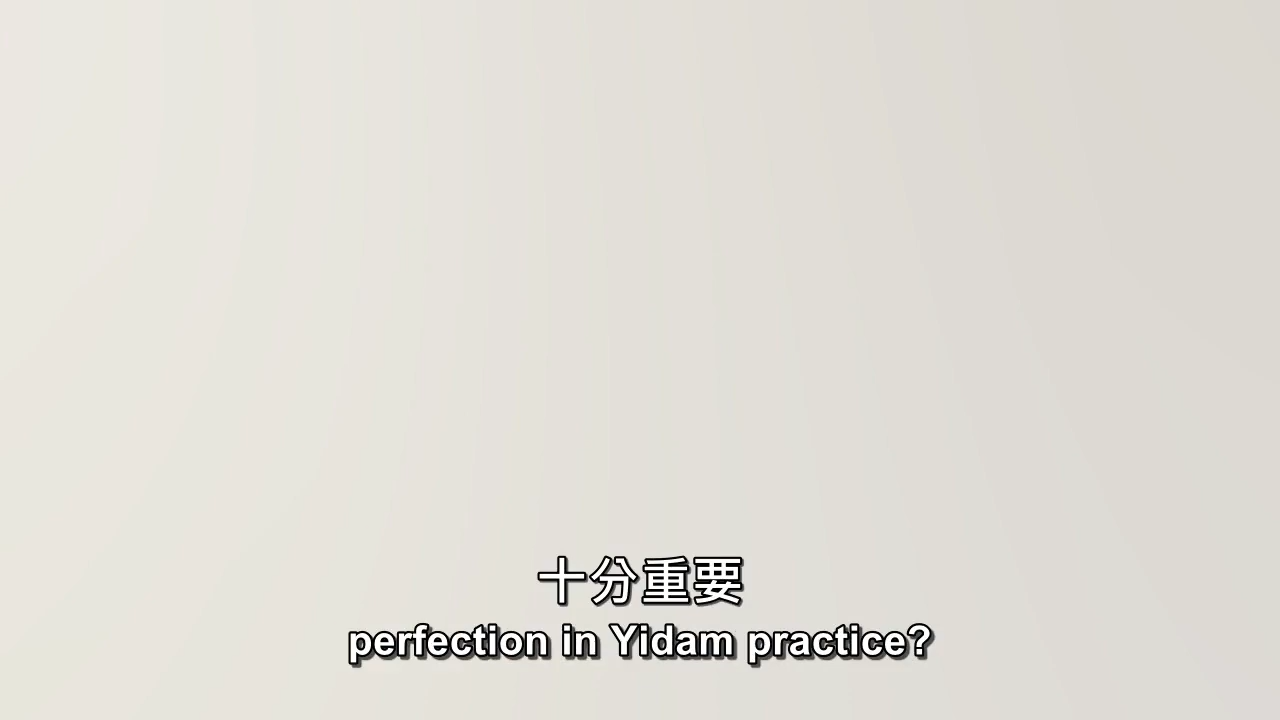 十分重要
perfection in Yidam practice?